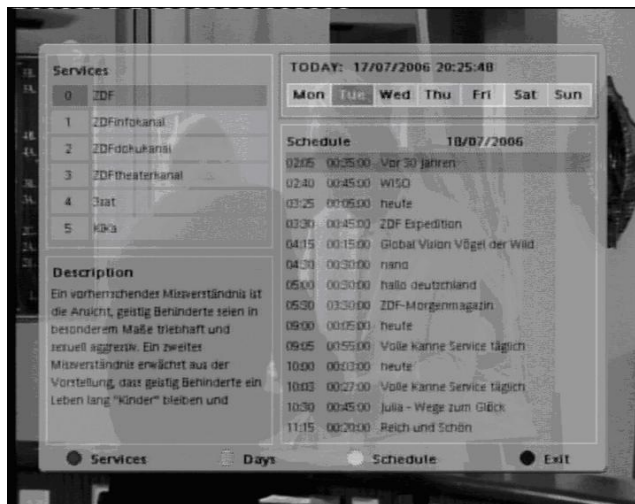 Services
0 ZDF
1 ZDFinfokanal
2 ZDFdokukanal
3 ZDFtheaterkanal
4 3sat
5 KiKa
Description
Ein vorherrschendes Missverständnis ist
die Ansicht, geistig Behinderte seien in
besonderem Maße triebhaft und
sexuell aggressiv. Ein zweites
Missverständnis erwächst aus der
Vorstellung, dass geistig Behinderte ein
Leben lang "Kinder" bleiben und
TODAY: 17/07/2006 20:25:48
Mon Tue Wed Thu Fri Sat Sun
Schedule 18/07/2006
02:05 00:35:00 Vor 30 Jahren
02:40 00:45:00 WISO
03:25 00:05:00 heute
03:30 00:45:00 ZDF Expedition
04:15 00:15:00 Global Vision Vögel der Wild
04:30 00:30:00 nano
05:00 00:30:00 hallo deutschland
05:30 03:30:00 ZDF-Morgenmagazin
09:00 00:05:00 heute
09:05 00:55:00 Volle Kanne Service täglich
10:00 00:03:00 heute
10:03 00:27:00 Volle Kanne Service täglich
10:30 00:45:00 Julia - Wege zum Glück
11:15 00:20:00 Reich und Schön
Services Days Schedule Exit